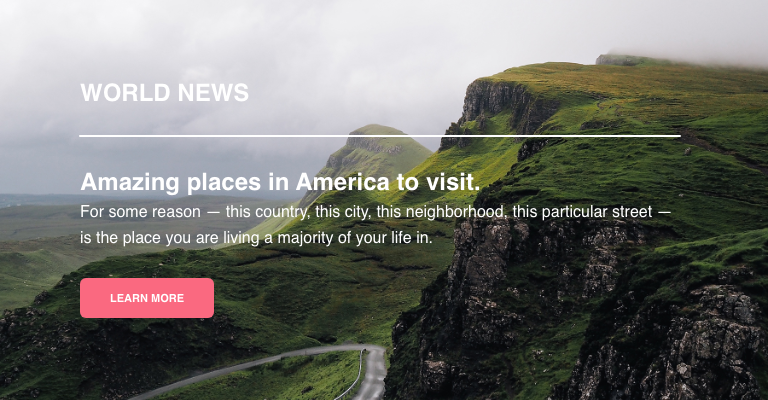 WORLD NEWS
Amazing places in America to visit.
For some reason — this country, this city, this neighborhood, this particular street —
is the place you are living a majority of your life in.
LEARN MORE